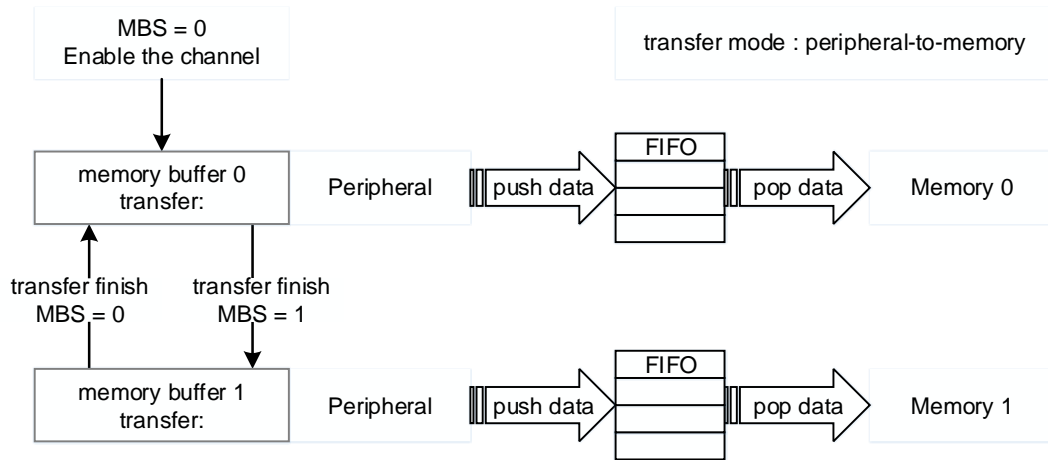 MBS = 0
Enable the channel
transfer mode : peripheral-to-memory
memory buffer 0
transfer:
Peripheral
push data
FIFO
pop data
Memory 0
transfer finish
MBS = 0
transfer finish
MBS = 1
memory buffer 1
transfer:
Peripheral
push data
FIFO
pop data
Memory 1